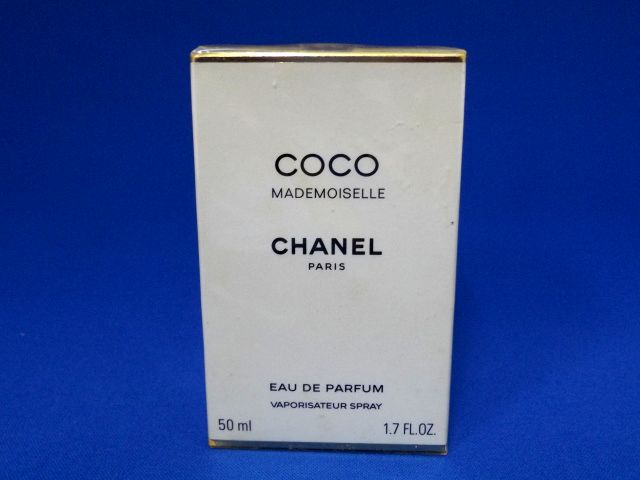 COCO
MADEMOISELLE
CHANEL
PARIS
EAU DE PARFUM
VAPORISATEUR SPRAY
50 ml 1.7 FL.OZ.